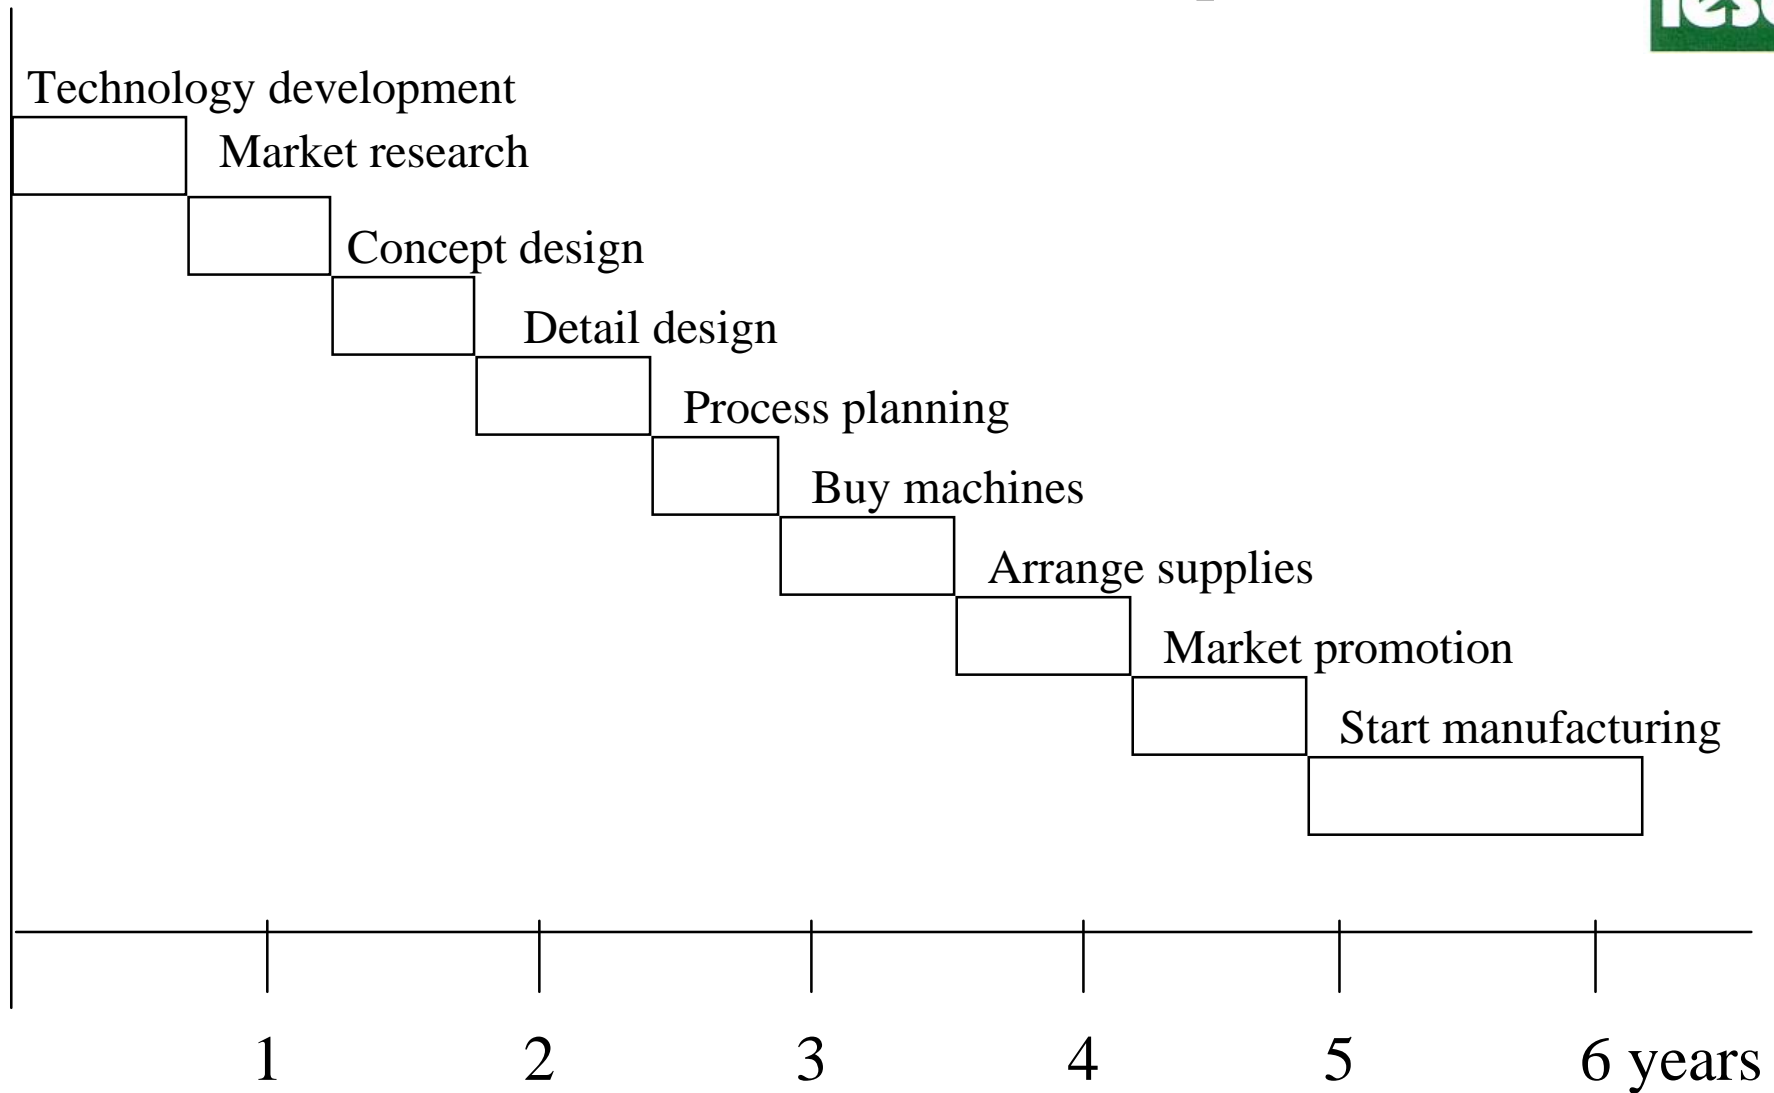 Technology development
Market research
Concept design
Detail design
Process planning
Buy machines
Arrange supplies
Market promotion
Start manufacturing
1 2 3 4 5 6 years